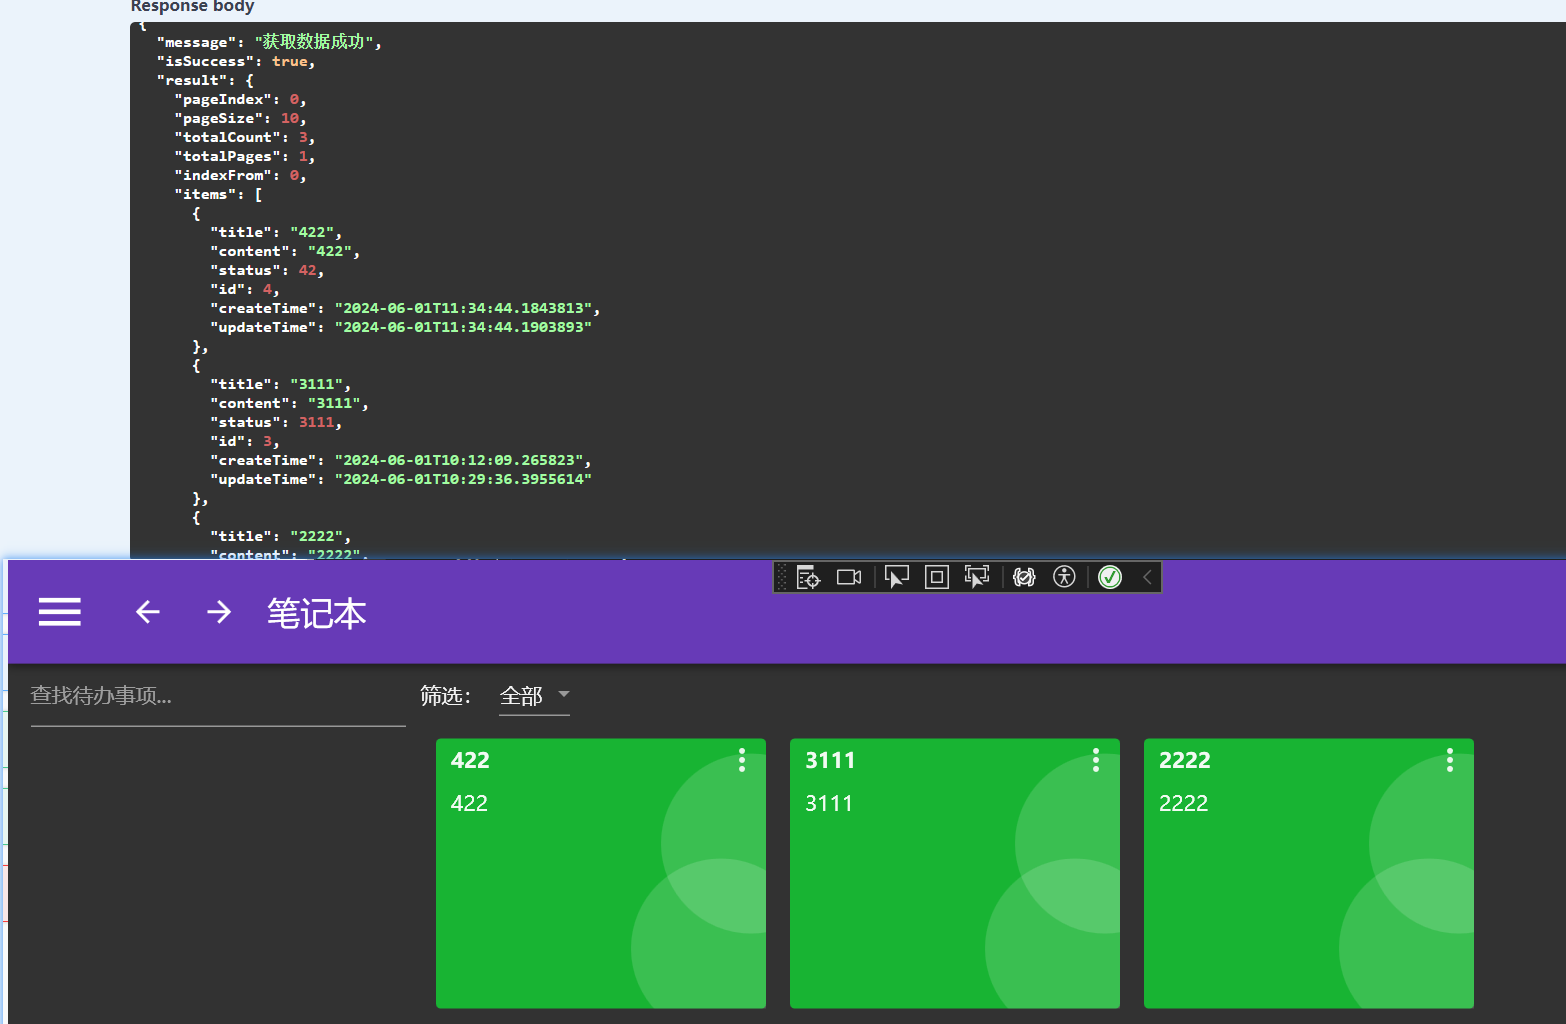 Response body
{
"message": "获取数据成功",
"isSuccess": true,
"result": {
"pageIndex": 0,
"pageSize": 10,
"totalCount": 3,
"totalPages": 1,
"indexFrom": 0,
"items": [
{
"title": "422",
"content": "422",
"status": 42,
"id": 4,
"createTime": "2024-06-01T11:34:44.1843813",
"updateTime": "2024-06-01T11:34:44.1903893"
},
{
"title": "3111",
"content": "3111",
"status": 3111,
"id": 3,
"createTime": "2024-06-01T10:12:09.265823",
"updateTime": "2024-06-01T10:29:36.3955614"
},
{
"title": "2222",
"content": "2222",
笔记本
查找待办事项...
筛选: 全部
422 3111 2222
422 3111 2222